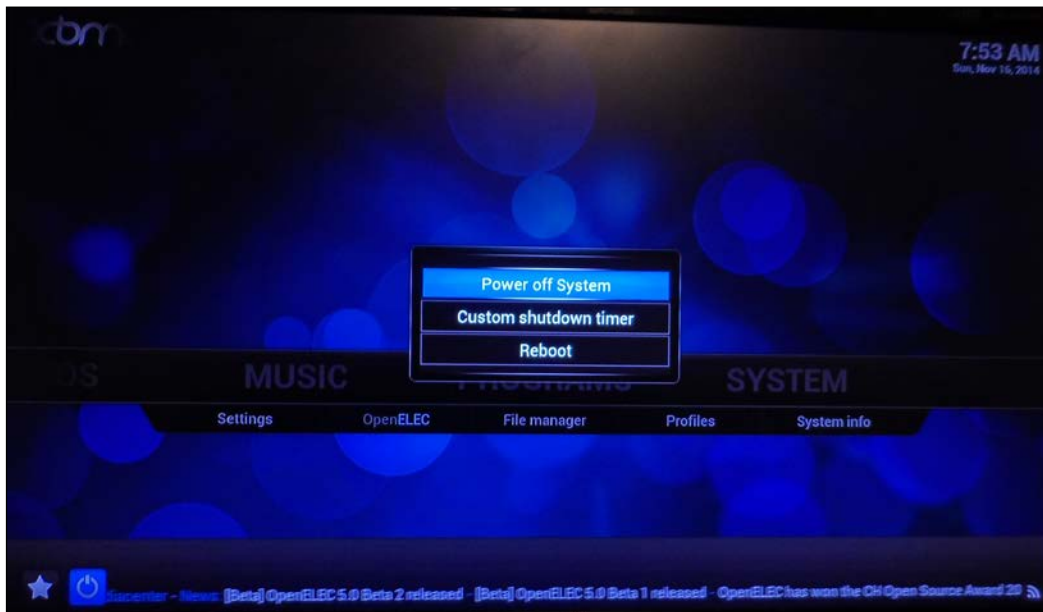 xbmc
7:53 AM
Sun, Nov 16, 2014
Power off System
Custom shutdown timer
Reboot
MUSIC
PROGRAMS
SYSTEM
Settings
OpenELEC
File manager
Profiles
System info
- News: [Beta] OpenELEC 5.0 Beta 2 released - [Beta] OpenELEC 5.0 Beta 1 released - OpenELEC has won the CH Open Source Award 20